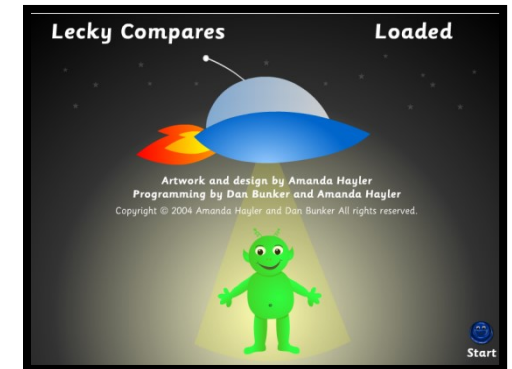 Lecky Compares
Loaded
Artwork and design by Amanda Hayler
Programming by Dan Bunker and Amanda Hayler
Copyright © 2004 Amanda Hayler and Dan Bunker All rights reserved.
Start